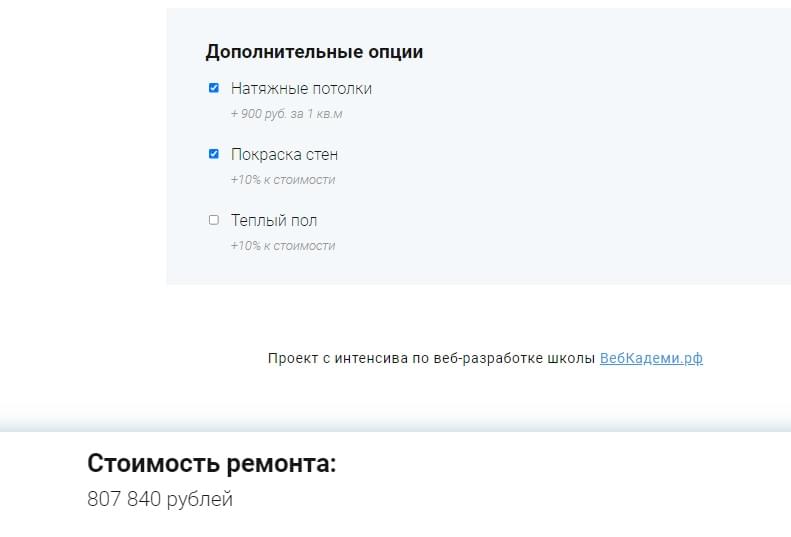 Дополнительные опции
Натяжные потолки
+ 900 руб. за 1 кв.м
Покраска стен
+10% к стоимости
Теплый пол
+10% к стоимости
Проект с интенсива по веб-разработке школы ВебКадеми.рф
Стоимость ремонта:
807 840 рублей